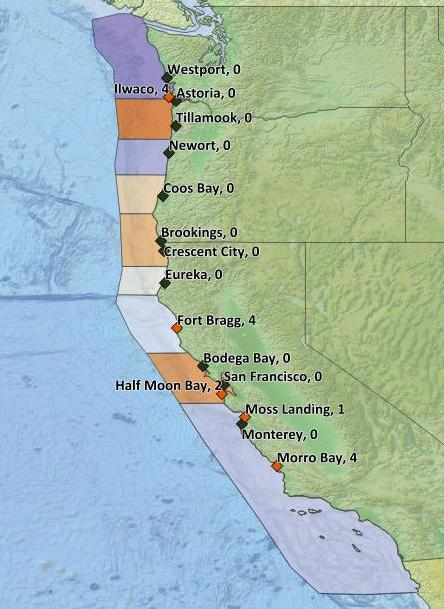 Westport, 0
Ilwaco, 4
Astoria, 0
Tillamook, 0
Newort, 0
Coos Bay, 0
Brookings, 0
Crescent City, 0
Eureka, 0
Fort Bragg, 4
Bodega Bay, 0
San Francisco, 0
Half Moon Bay, 2
Moss Landing, 1
Monterey, 0
Morro Bay, 4